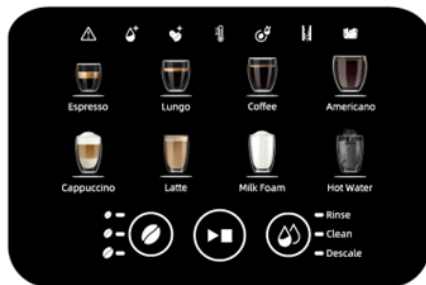 Espresso Lungo Coffee Americano
Cappuccino Latte Milk Foam Hot Water
Rinse
Clean
Descale